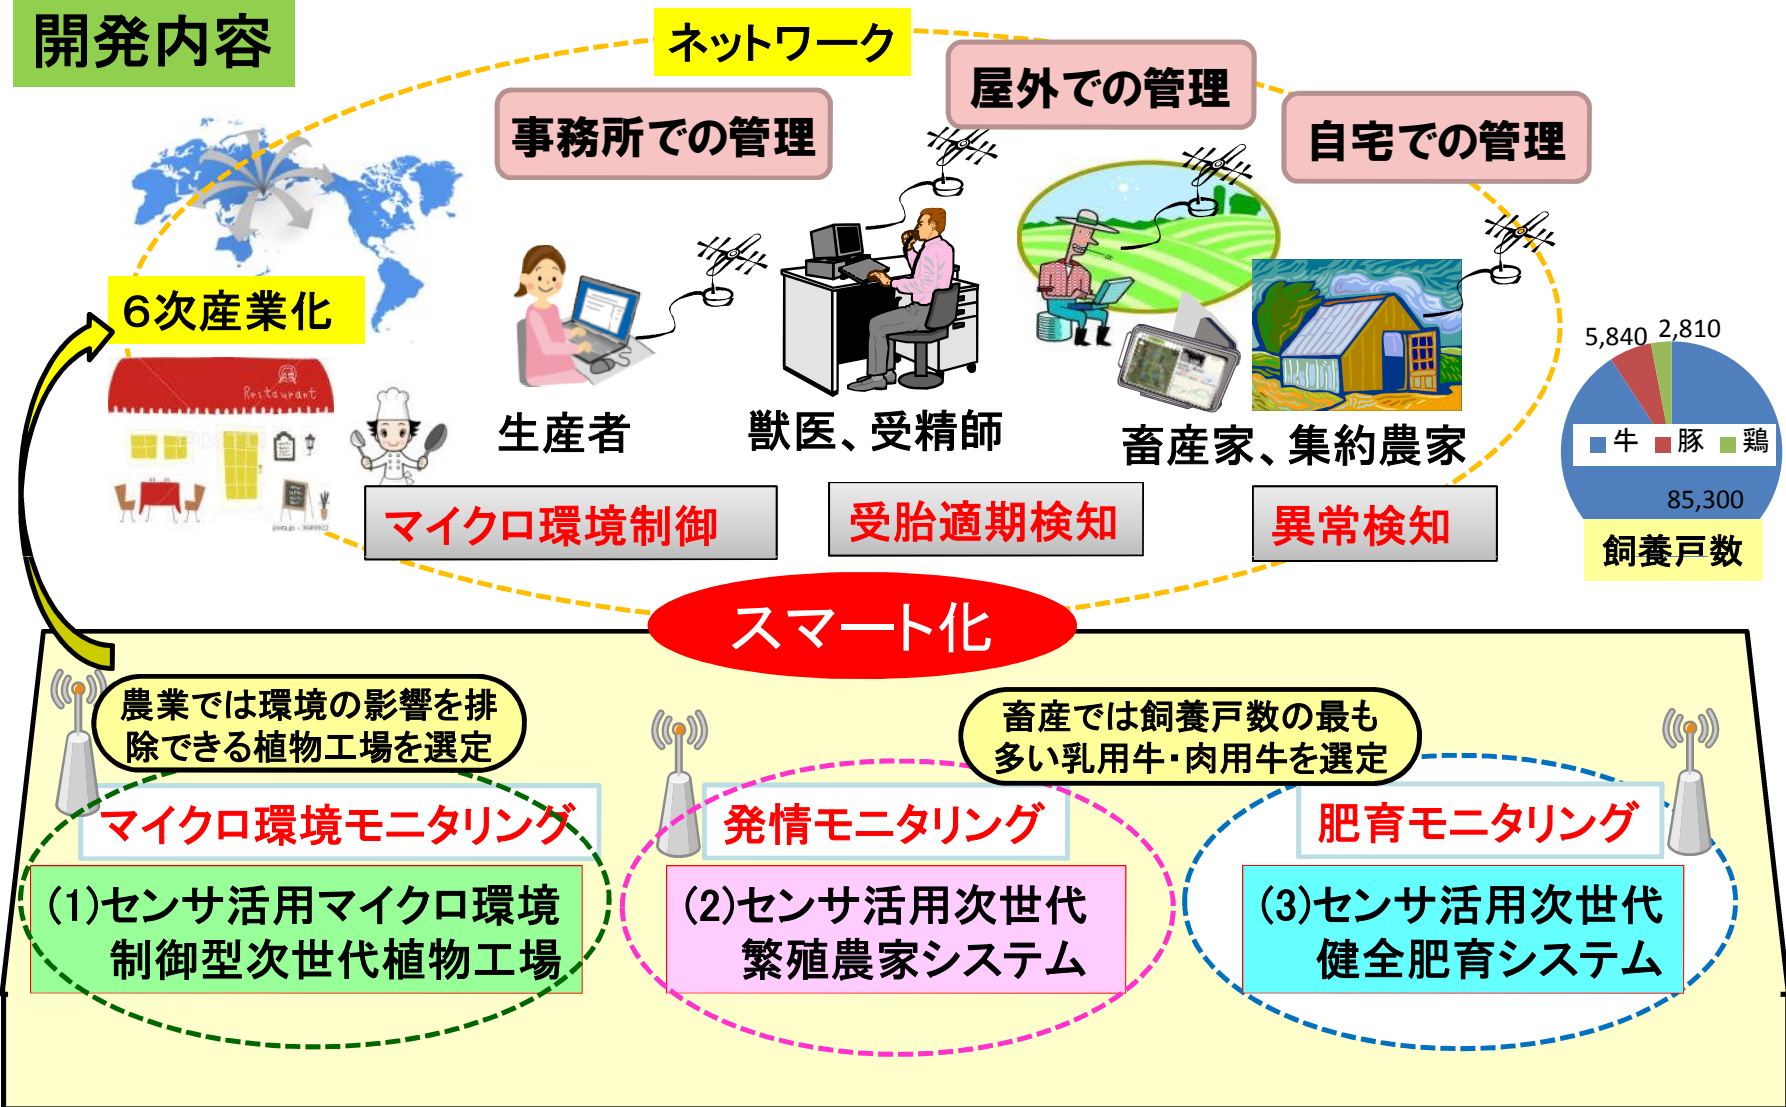 開発内容
ネットワーク
事務所での管理
屋外での管理
自宅での管理
6次産業化
Restaurant
生産者
獣医、受精師
畜産家、集約農家
5,840
2,810
牛
豚
鶏
85,300
飼養戸数
マイクロ環境制御
受胎適期検知
異常検知
スマート化
農業では環境の影響を排
除できる植物工場を選定
畜産では飼養戸数の最も
多い乳用牛・肉用牛を選定
マイクロ環境モニタリング
発情モニタリング
肥育モニタリング
(1)センサ活用マイクロ環境
制御型次世代植物工場
(2)センサ活用次世代
繁殖農家システム
(3)センサ活用次世代
健全肥育システム